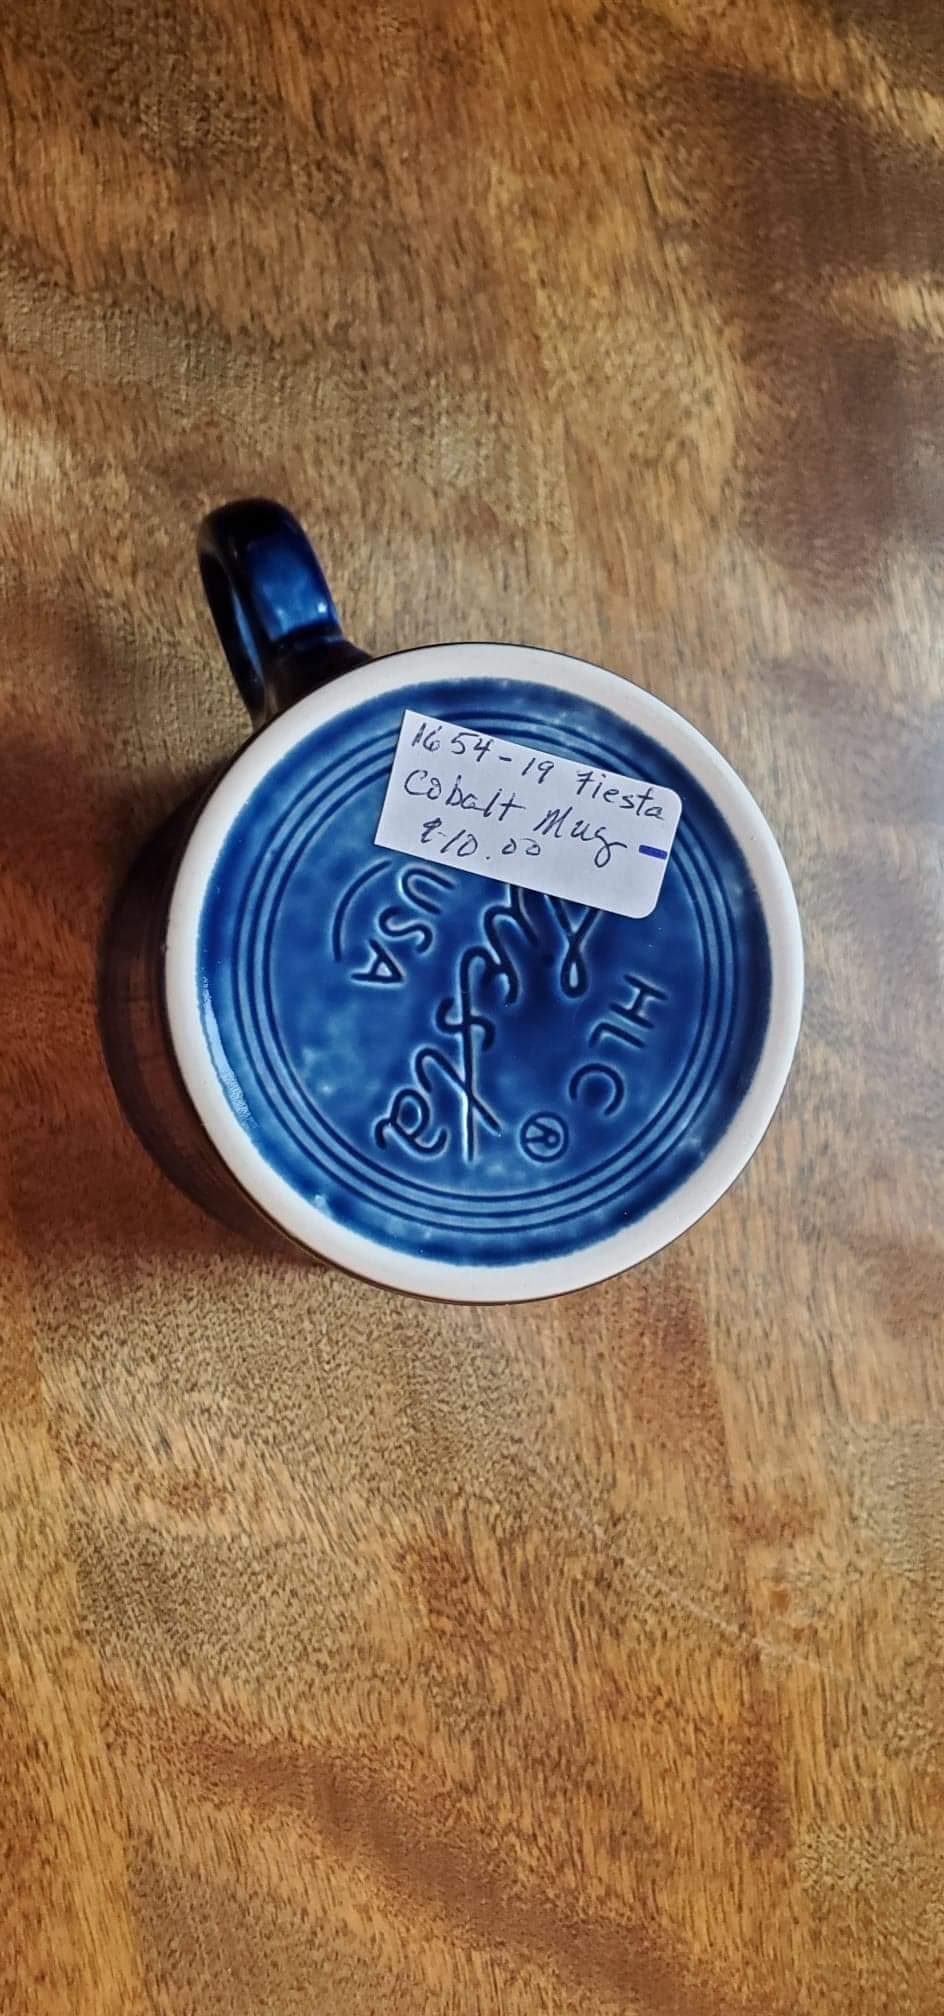 1654-19 Fiesta
Cobalt Mug -
$10.00
Fiesta ®
HLC
USA